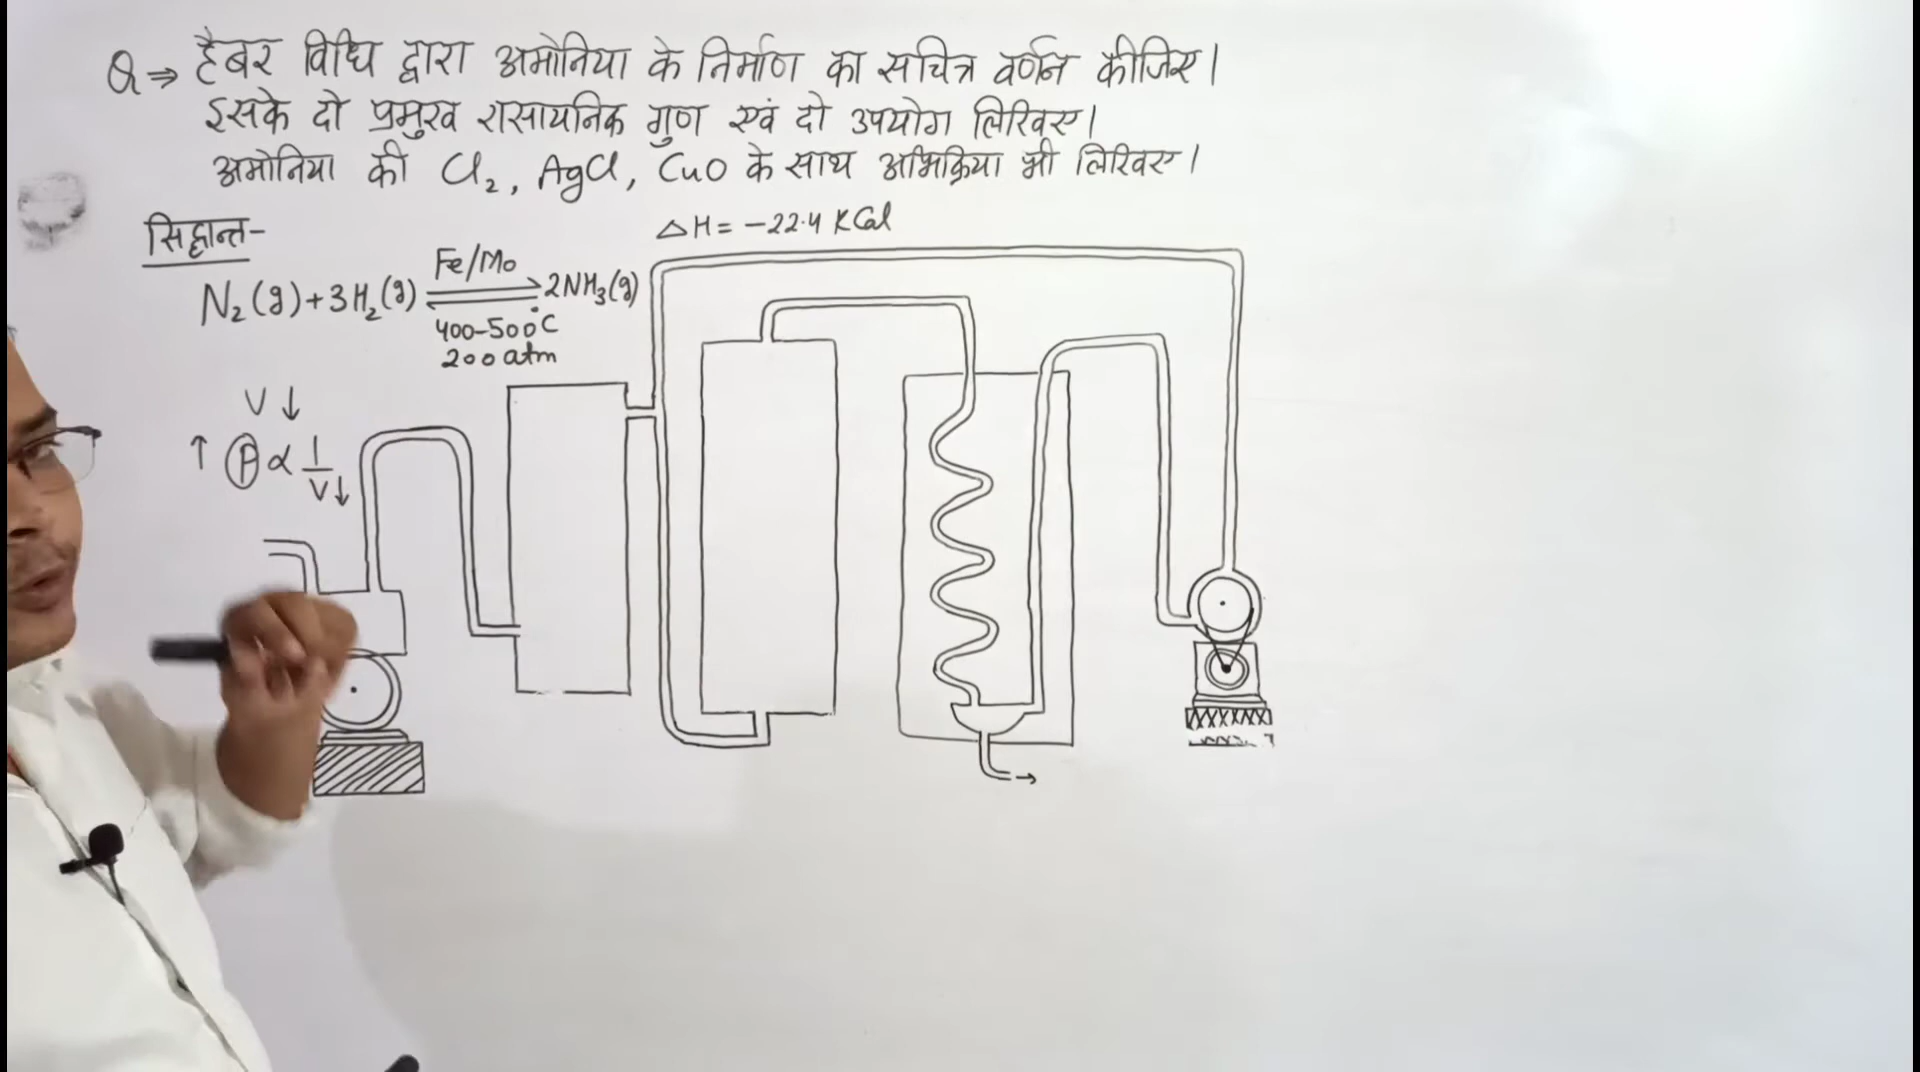 Q ⇒ हैबर विधि द्वारा अमोनिया के निर्माण का सचित्र वर्णन कीजिए।
इसके दो प्रमुख रासायनिक गुण एवं दो उपयोग लिखिए।
अमोनिया की Cl₂, AgCl, CuO के साथ अभिक्रिया भी लिखिए।
सिद्धान्त-
ΔH = -22.4 KCal
N₂(g) + 3H₂(g) ⇌ 2NH₃(g)
Fe/Mo
400-500°C
200 atm
V ↓
↑ P ∝ 1/V ↓